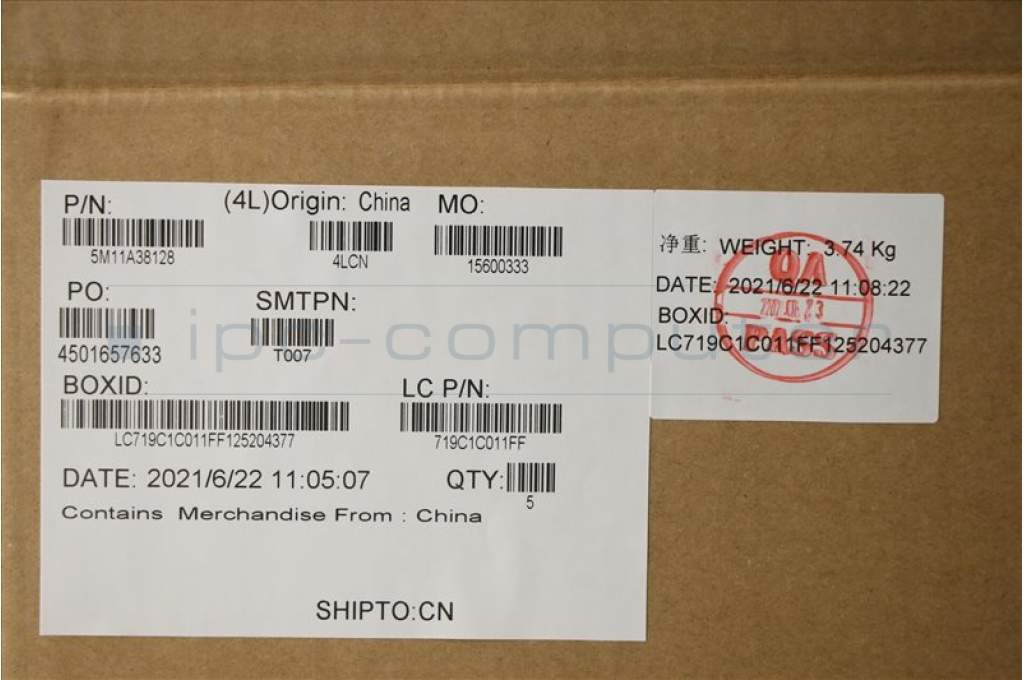 P/N: (4L)Origin: China MO:
5M11A38128 4LCN 15600333
PO: SMTPN:
4501657633 T007
BOXID: LC P/N:
LC719C1C011FF125204377 719C1C011FF
DATE: 2021/6/22 11:05:07 QTY:
5
Contains Merchandise From : China
SHIPTO:CN
净重: WEIGHT: 3.74 Kg
DATE: 2021/6/22 11:08:22
BOXID:
LC719C1C011FF125204377
QA
PASS
ipc-computer